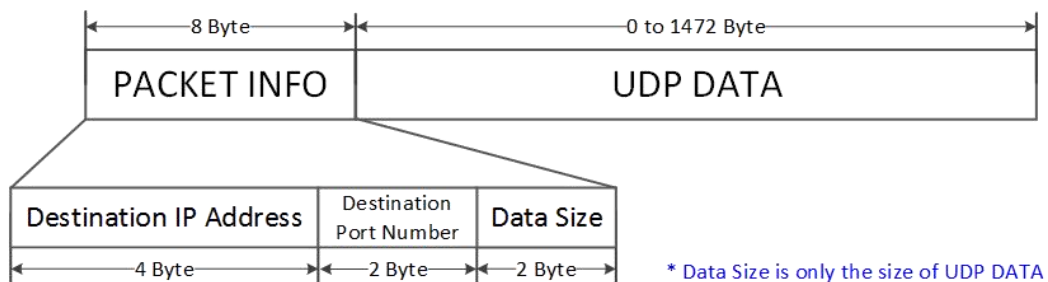 8 Byte
0 to 1472 Byte
PACKET INFO
UDP DATA
Destination IP Address
Destination
Port Number
Data Size
4 Byte
2 Byte
2 Byte
* Data Size is only the size of UDP DATA